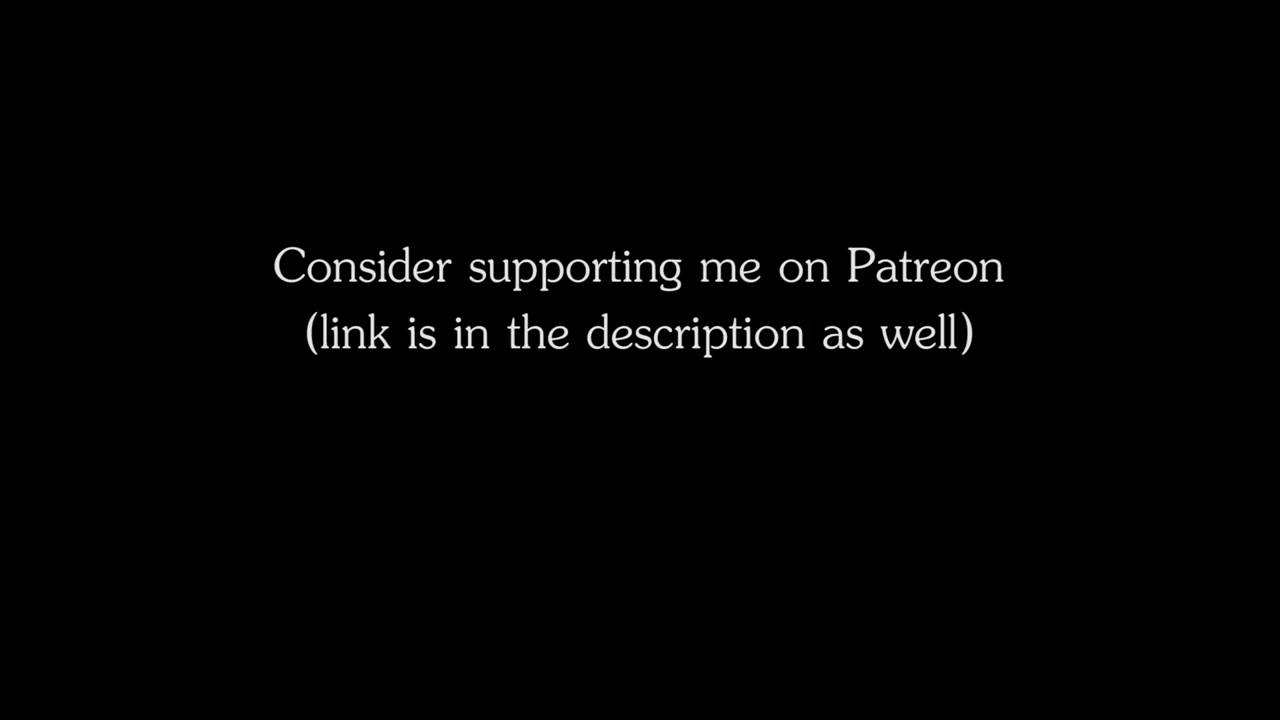 Consider supporting me on Patreon
(link is in the description as well)